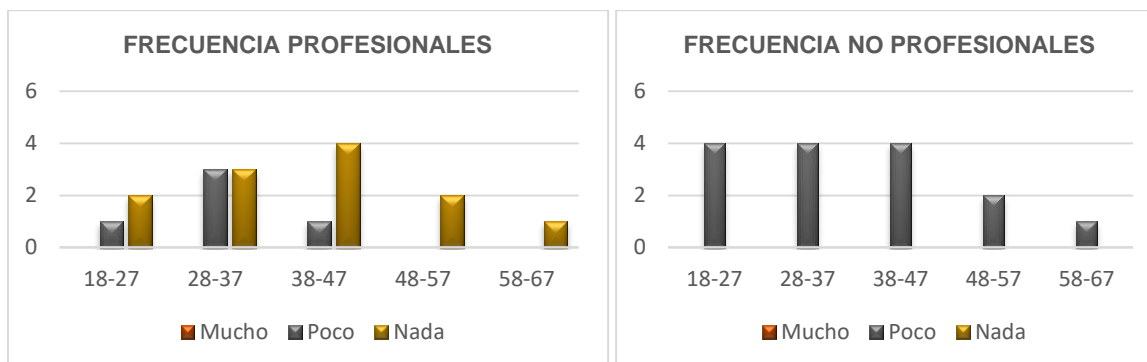 FRECUENCIA PROFESIONALES
6
4
2
0
18-27 28-37 38-47 48-57 58-67
Mucho Poco Nada
FRECUENCIA NO PROFESIONALES
6
4
2
0
18-27 28-37 38-47 48-57 58-67
Mucho Poco Nada